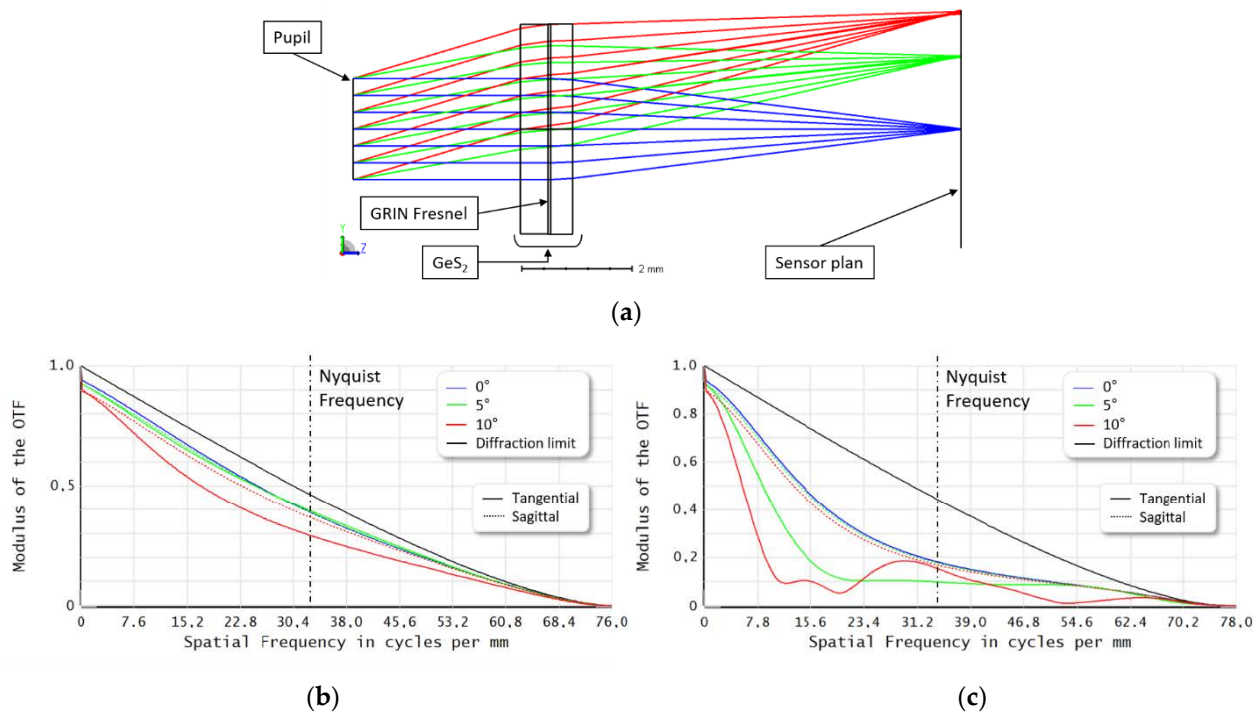 Pupil
GRIN Fresnel
GeS₂
2 mm
Sensor plan
Y
Z
(a)
1.0
0.5
0
Modulus of the OTF
Nyquist
Frequency
0°
5°
10°
Diffraction limit
Tangential
Sagittal
0 7.6 15.2 22.8 30.4 38.0 45.6 53.2 60.8 68.4 76.0
Spatial Frequency in cycles per mm
(b)
1.0
0.8
0.6
0.4
0.2
0
Modulus of the OTF
Nyquist
Frequency
0°
5°
10°
Diffraction limit
Tangential
Sagittal
0 7.8 15.6 23.4 31.2 39.0 46.8 54.6 62.4 70.2 78.0
Spatial Frequency in cycles per mm
(c)